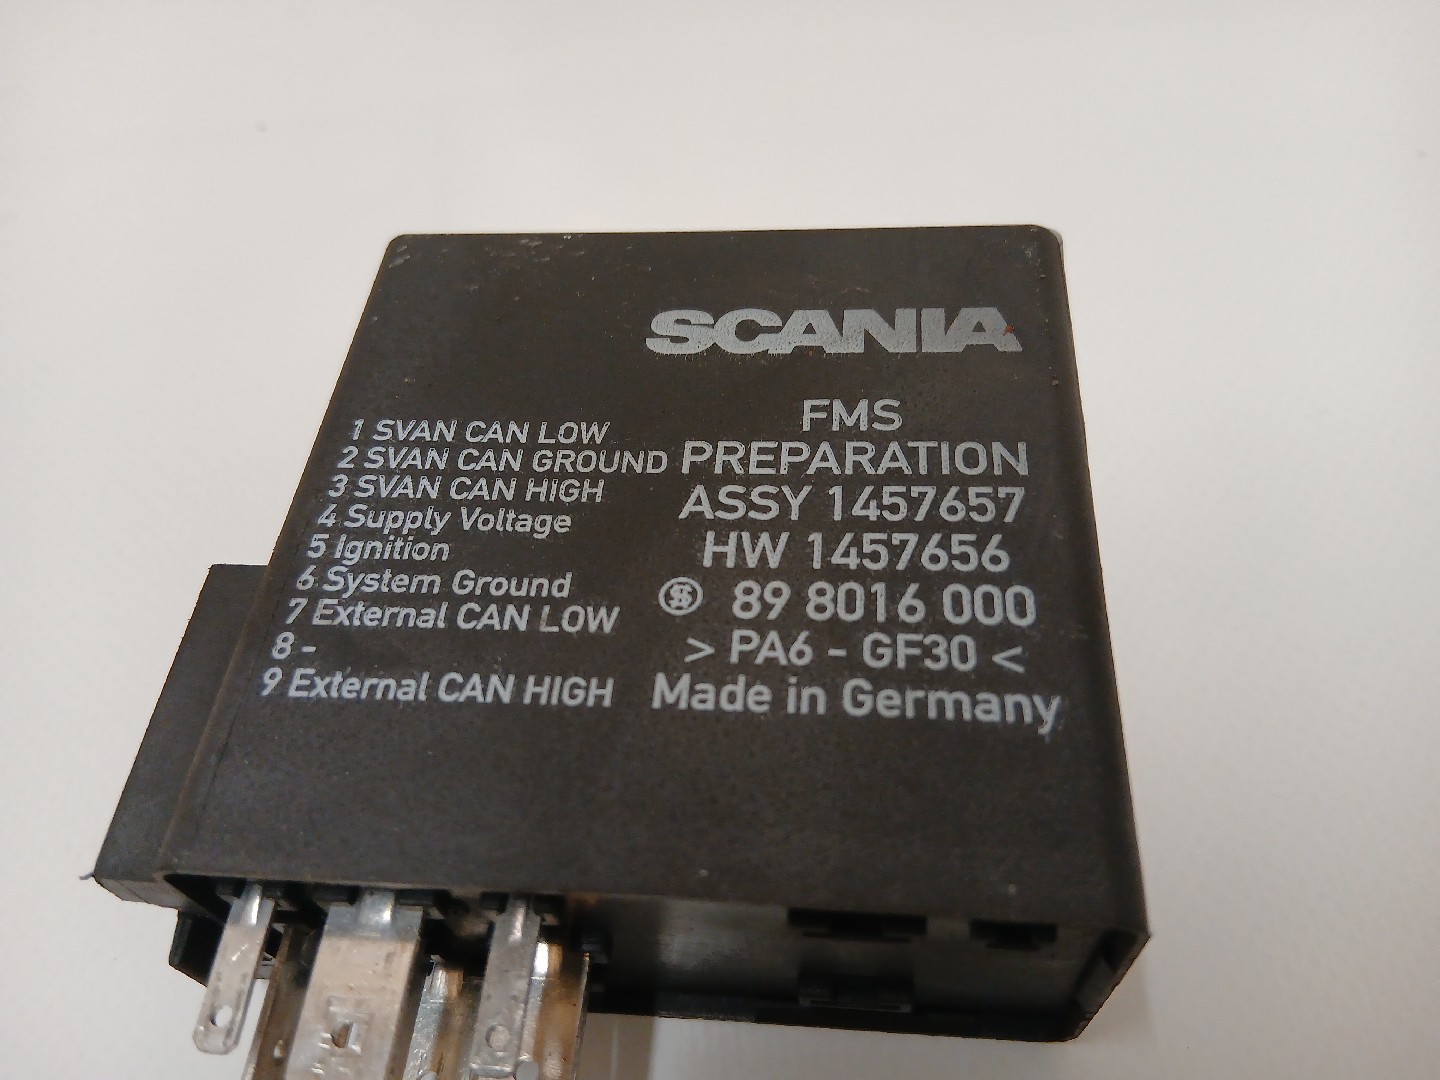 SCANIA
FMS
PREPARATION
ASSY 1457657
HW 1457656
89 8016 000
> PA6 - GF30 <
Made in Germany
1 SVAN CAN LOW
2 SVAN CAN GROUND
3 SVAN CAN HIGH
4 Supply Voltage
5 Ignition
6 System Ground
7 External CAN LOW
8 -
9 External CAN HIGH